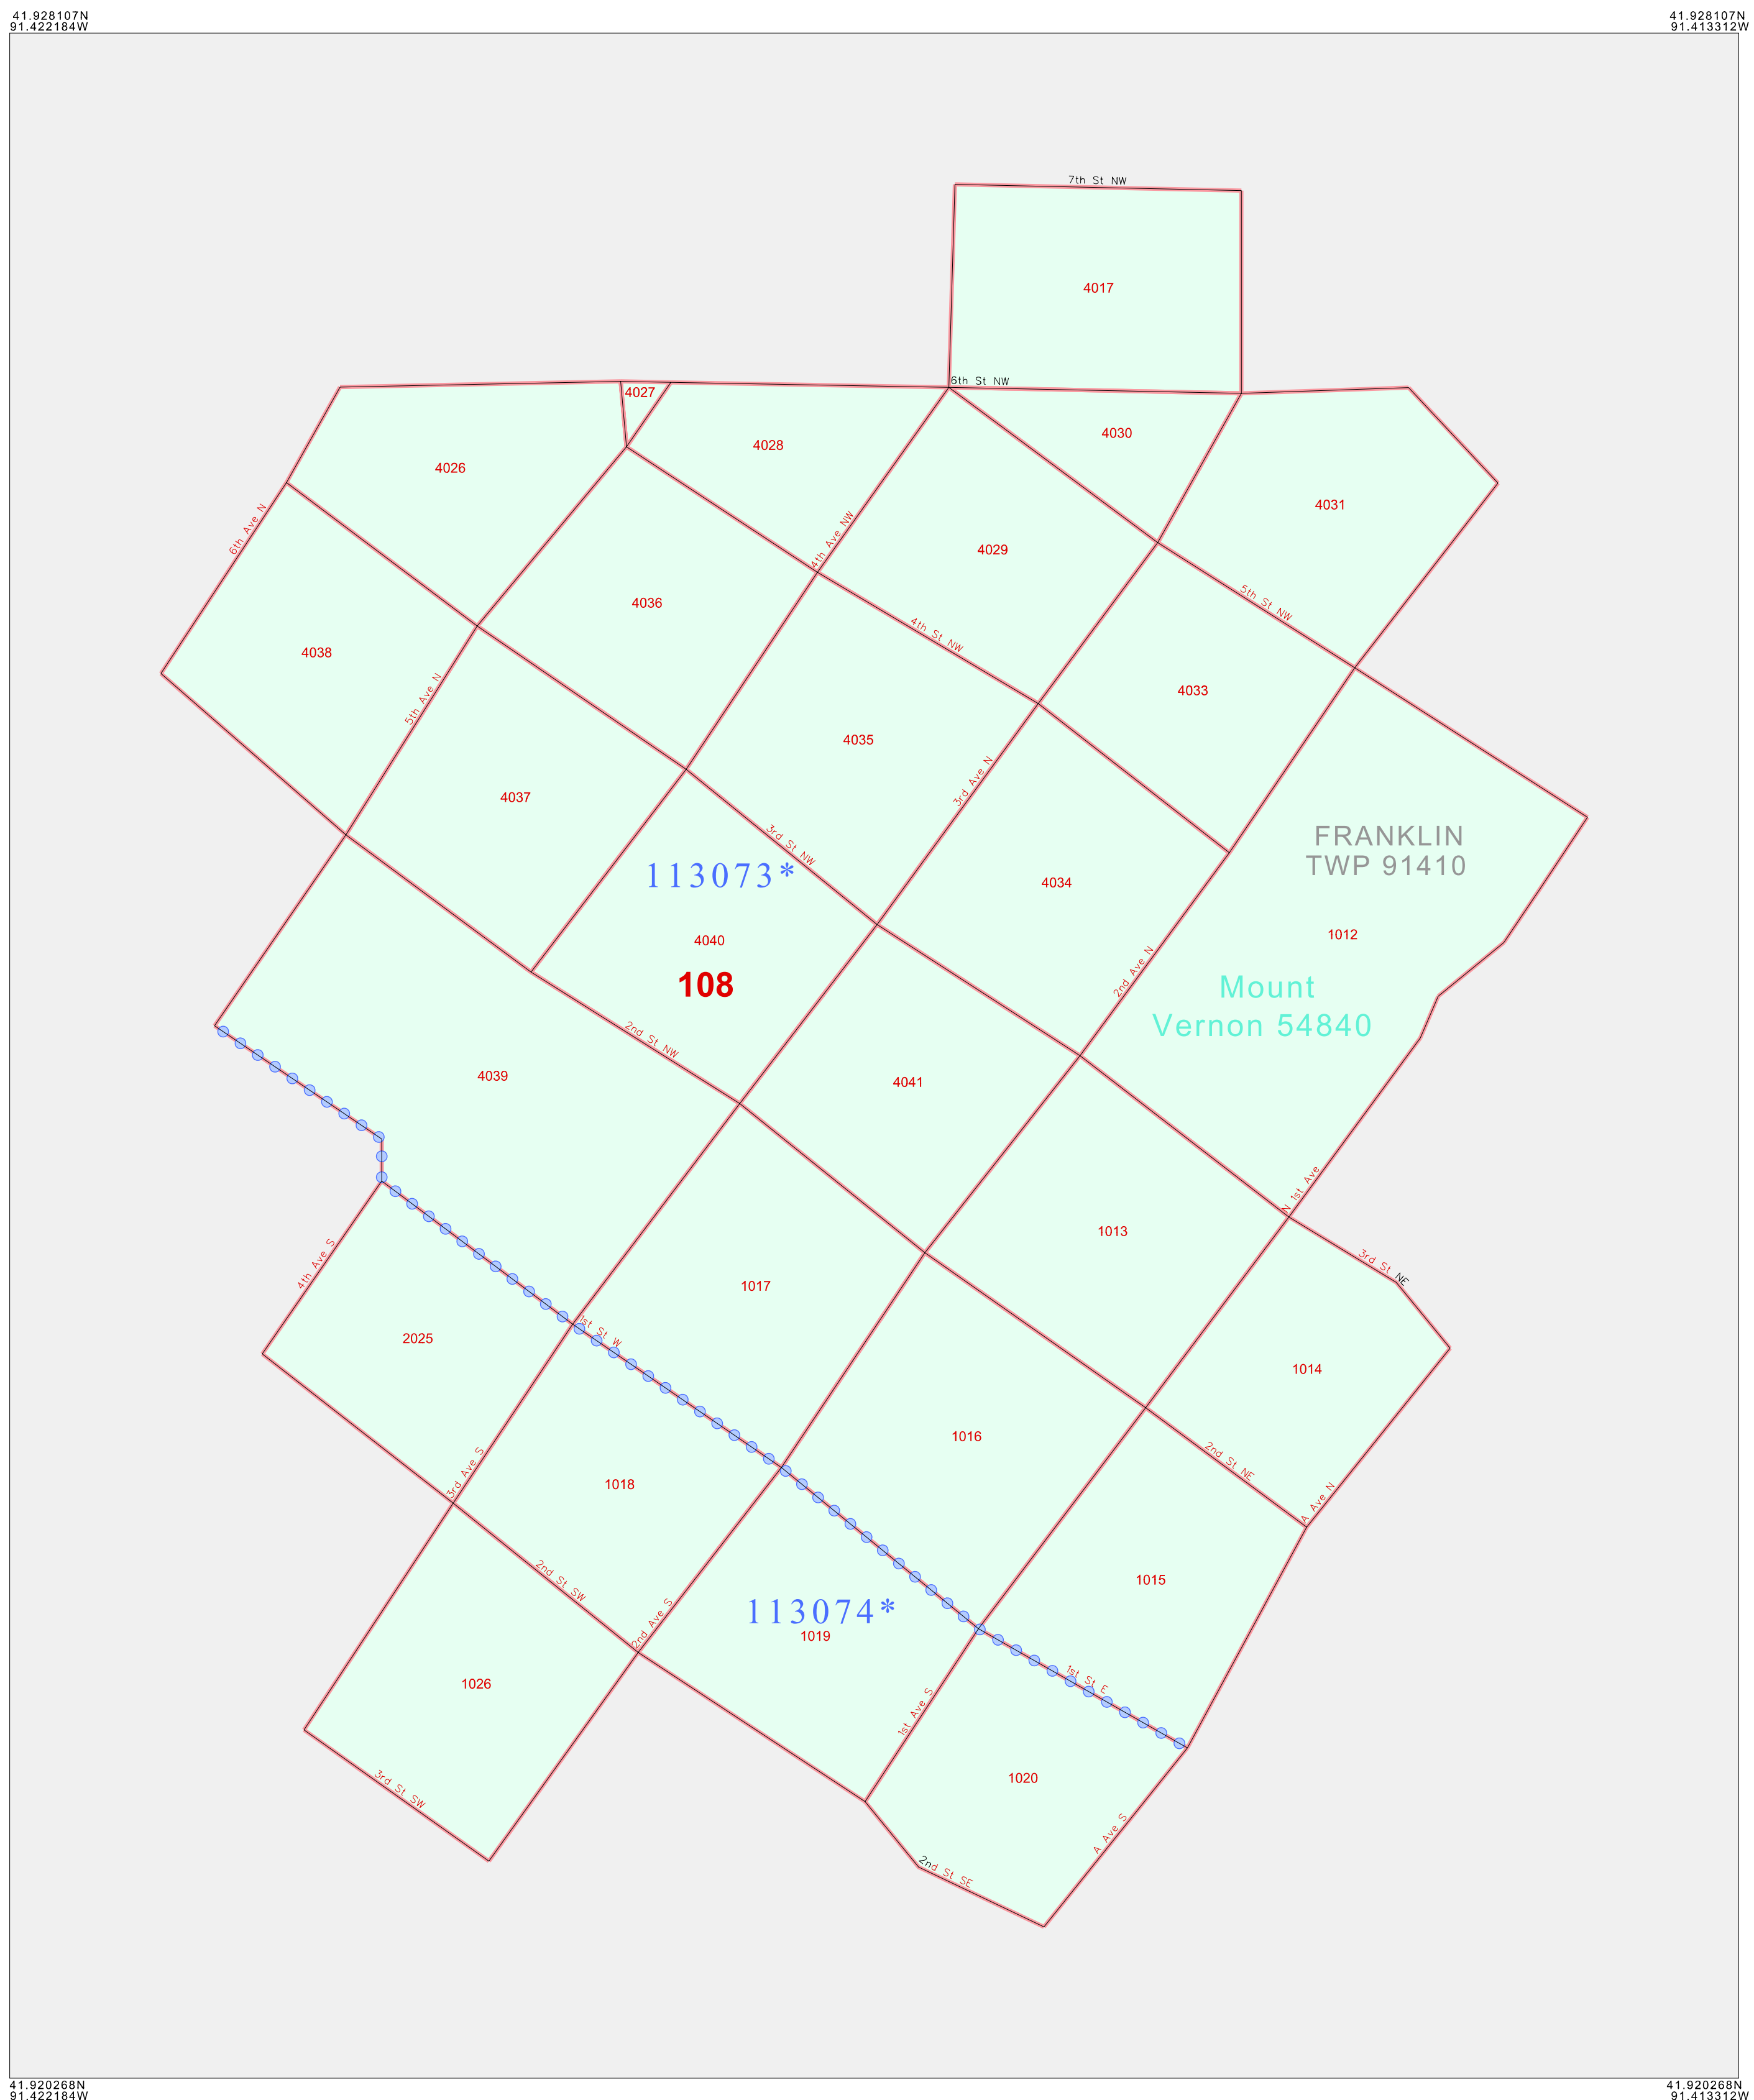 41.928107N
91.422184W
41.928107N
91.413312W
7th St NW
4017
6th St NW
4027
4030
4028
4026
4031
6th Ave N
4th Ave NW
4029
5th St NW
4036
4th St NW
4038
4033
5th Ave N
4035
3rd Ave N
4037
FRANKLIN
TWP 91410
3rd St NW
113073*
4034
1012
4040
108
2nd Ave N
Mount
Vernon 54840
2nd St NW
4039
4041
N 1st Ave
1013
4th Ave S
3rd St NE
1017
1st St W
2025
1014
1016
2nd St NE
3rd Ave S
1018
A Ave N
2nd St SW
1015
113074*
2nd Ave S
1019
1st St E
1026
1st Ave S
1020
3rd St SW
A Ave S
2nd St SE
41.920268N
91.422184W
41.920268N
91.413312W